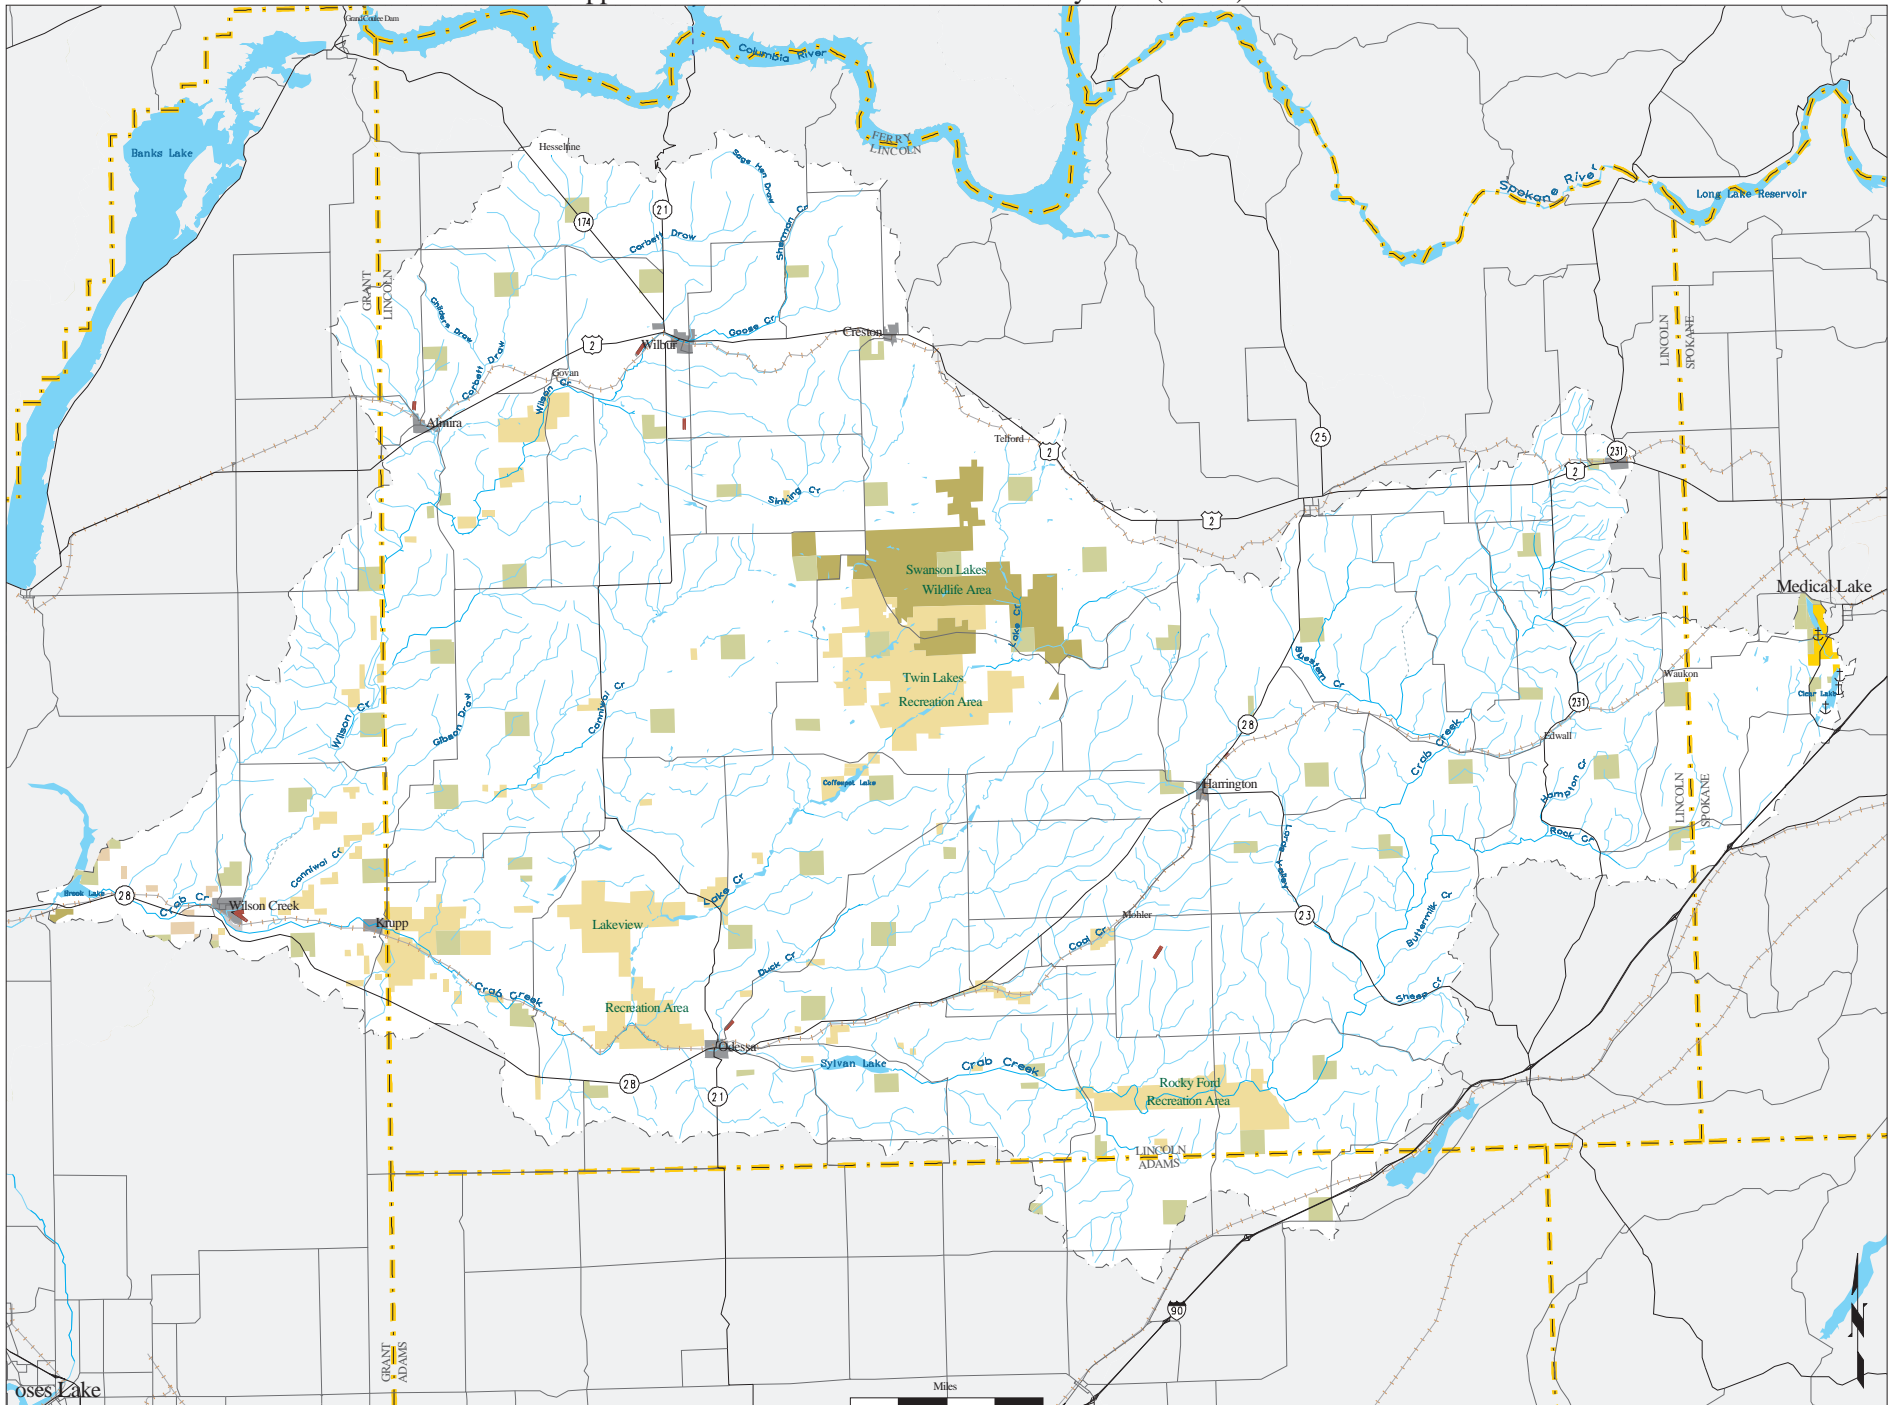 Grand Coulee Dam
Columbia River
FERRY
LINCOLN
Banks Lake
Hesseltine
Sage Hen Draw
Spokane River
Long Lake Reservoir
174
21
Corbett Draw
Sherman Cr
GRANT
LINCOLN
Childers Draw
Corbett Draw
2
Wilbur
Goose Cr
Creston
LINCOLN
SPOKANE
Govan
Wilson Cr
Almira
Telford
2
25
231
2
Sinking Cr
2
Swanson Lakes
Wildlife Area
Lake Cr
Medical Lake
Bluestem Cr
Waukon
Twin Lakes
Recreation Area
Clear Lake
Wilson Cr
Gibson Draw
Canniwai Cr
28
231
Edwall
Crab Creek
Coffeepot Lake
Harrington
Hampton Cr
LINCOLN
SPOKANE
Rock Cr
Lords Valley
Canniwai Cr
Brook Lake
28
Crab Cr
Wilson Creek
Krupp
Lakeview
Lake Cr
Mohler
23
Buttermilk Cr
Coal Cr
Duck Cr
Crab Creek
Recreation Area
Sheep Cr
Odessa
Sylvan Lake
Crab Creek
28
21
Rocky Ford
Recreation Area
LINCOLN
ADAMS
90
GRANT
ADAMS
oses Lake
Miles
N